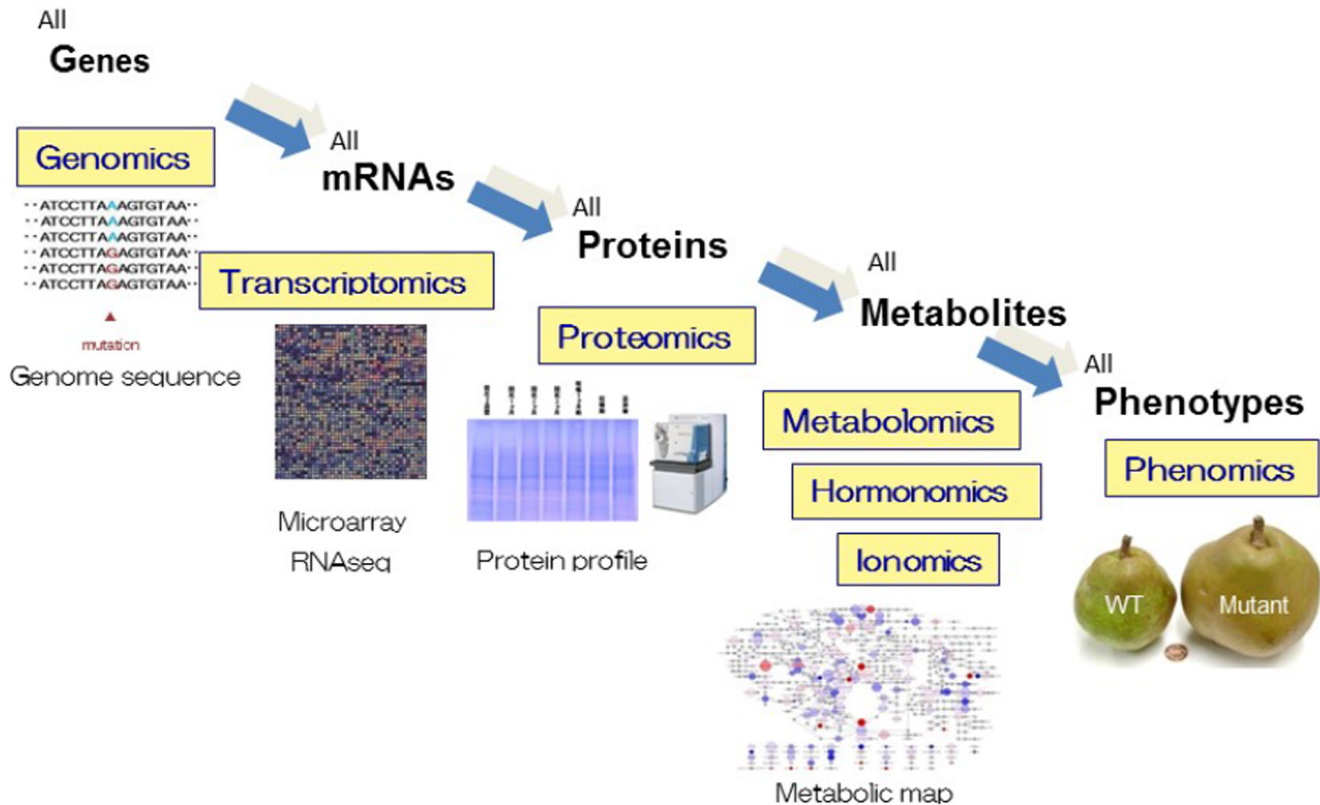 All
Genes
Genomics
··ATCCTTAAAGTGTAA··
··ATCCTTAAAGTGTAA··
··ATCCTTAAAGTGTAA··
··ATCCTTAGAGTGTAA··
··ATCCTTAGAGTGTAA··
··ATCCTTAGAGTGTAA··
mutation
Genome sequence
All
mRNAs
Transcriptomics
Microarray
RNAseq
All
Proteins
Proteomics
Protein profile
All
Metabolites
Metabolomics
Hormonomics
Ionomics
Metabolic map
All
Phenotypes
Phenomics
WT
Mutant